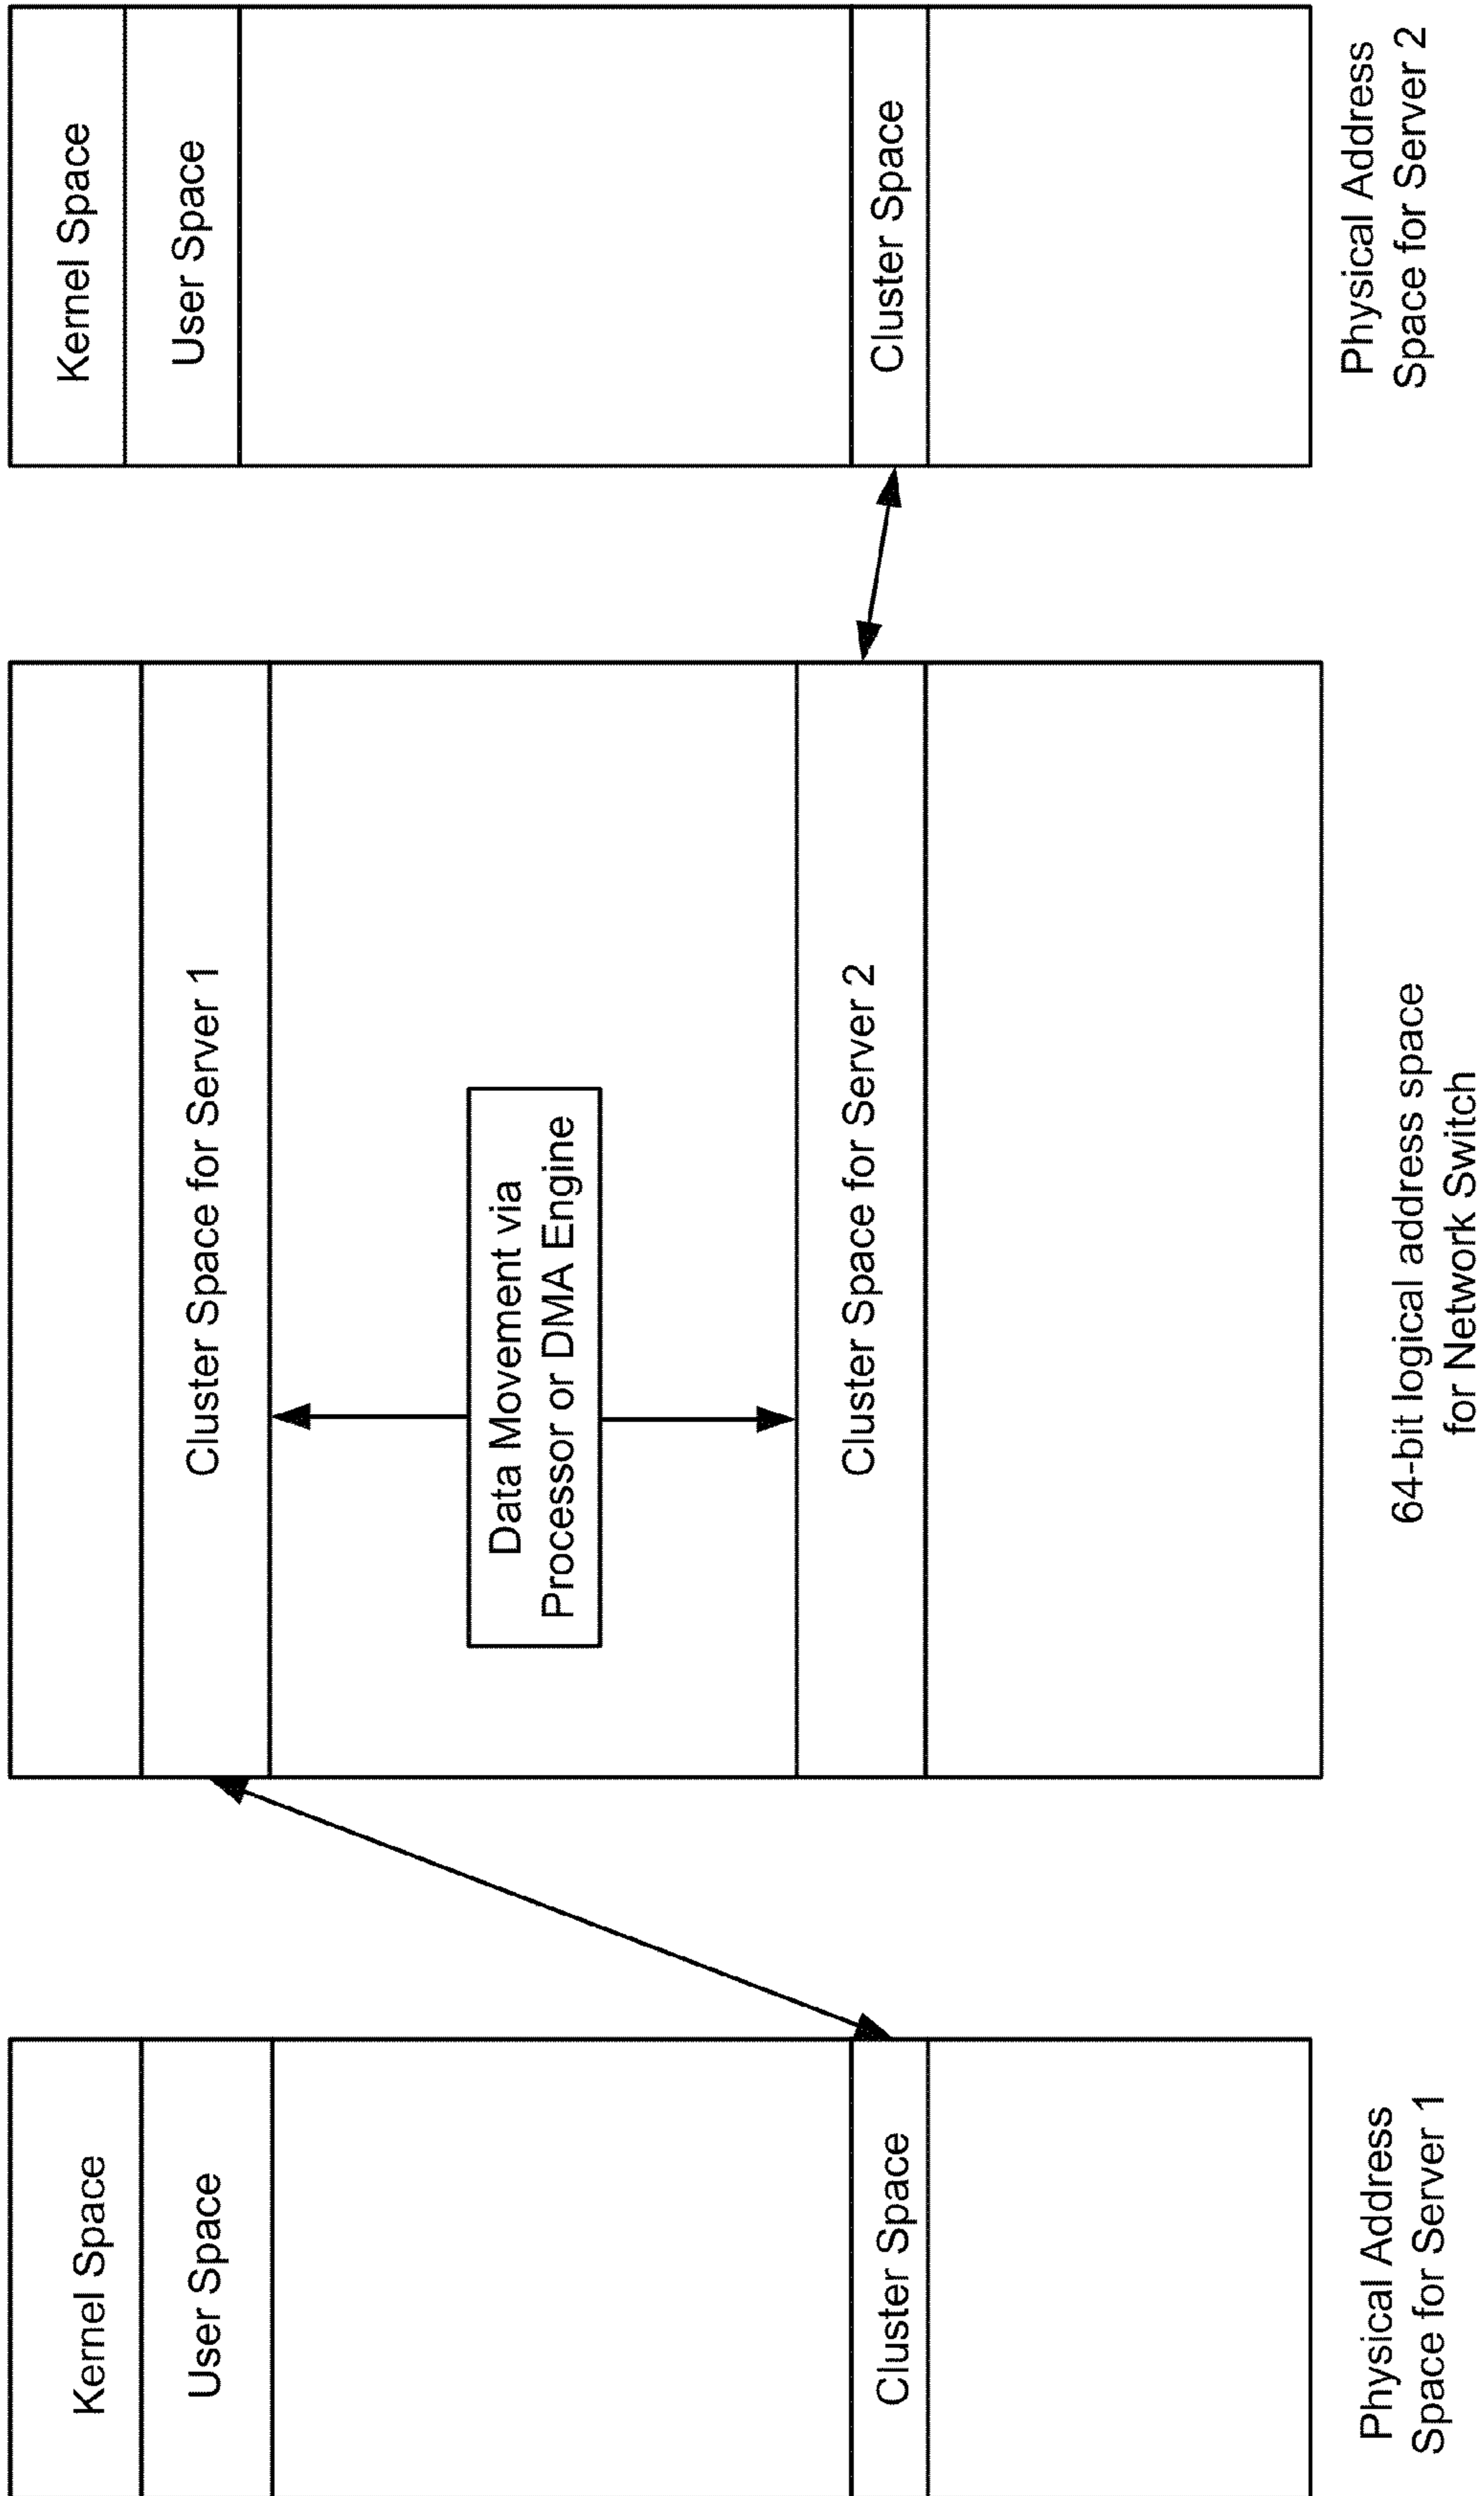 Kernel Space
User Space
Cluster Space
Physical Address
Space for Server 1
Cluster Space for Server 1
Data Movement via
Processor or DMA Engine
Cluster Space for Server 2
64-bit logical address space
for Network Switch
Kernel Space
User Space
Cluster Space
Physical Address
Space for Server 2